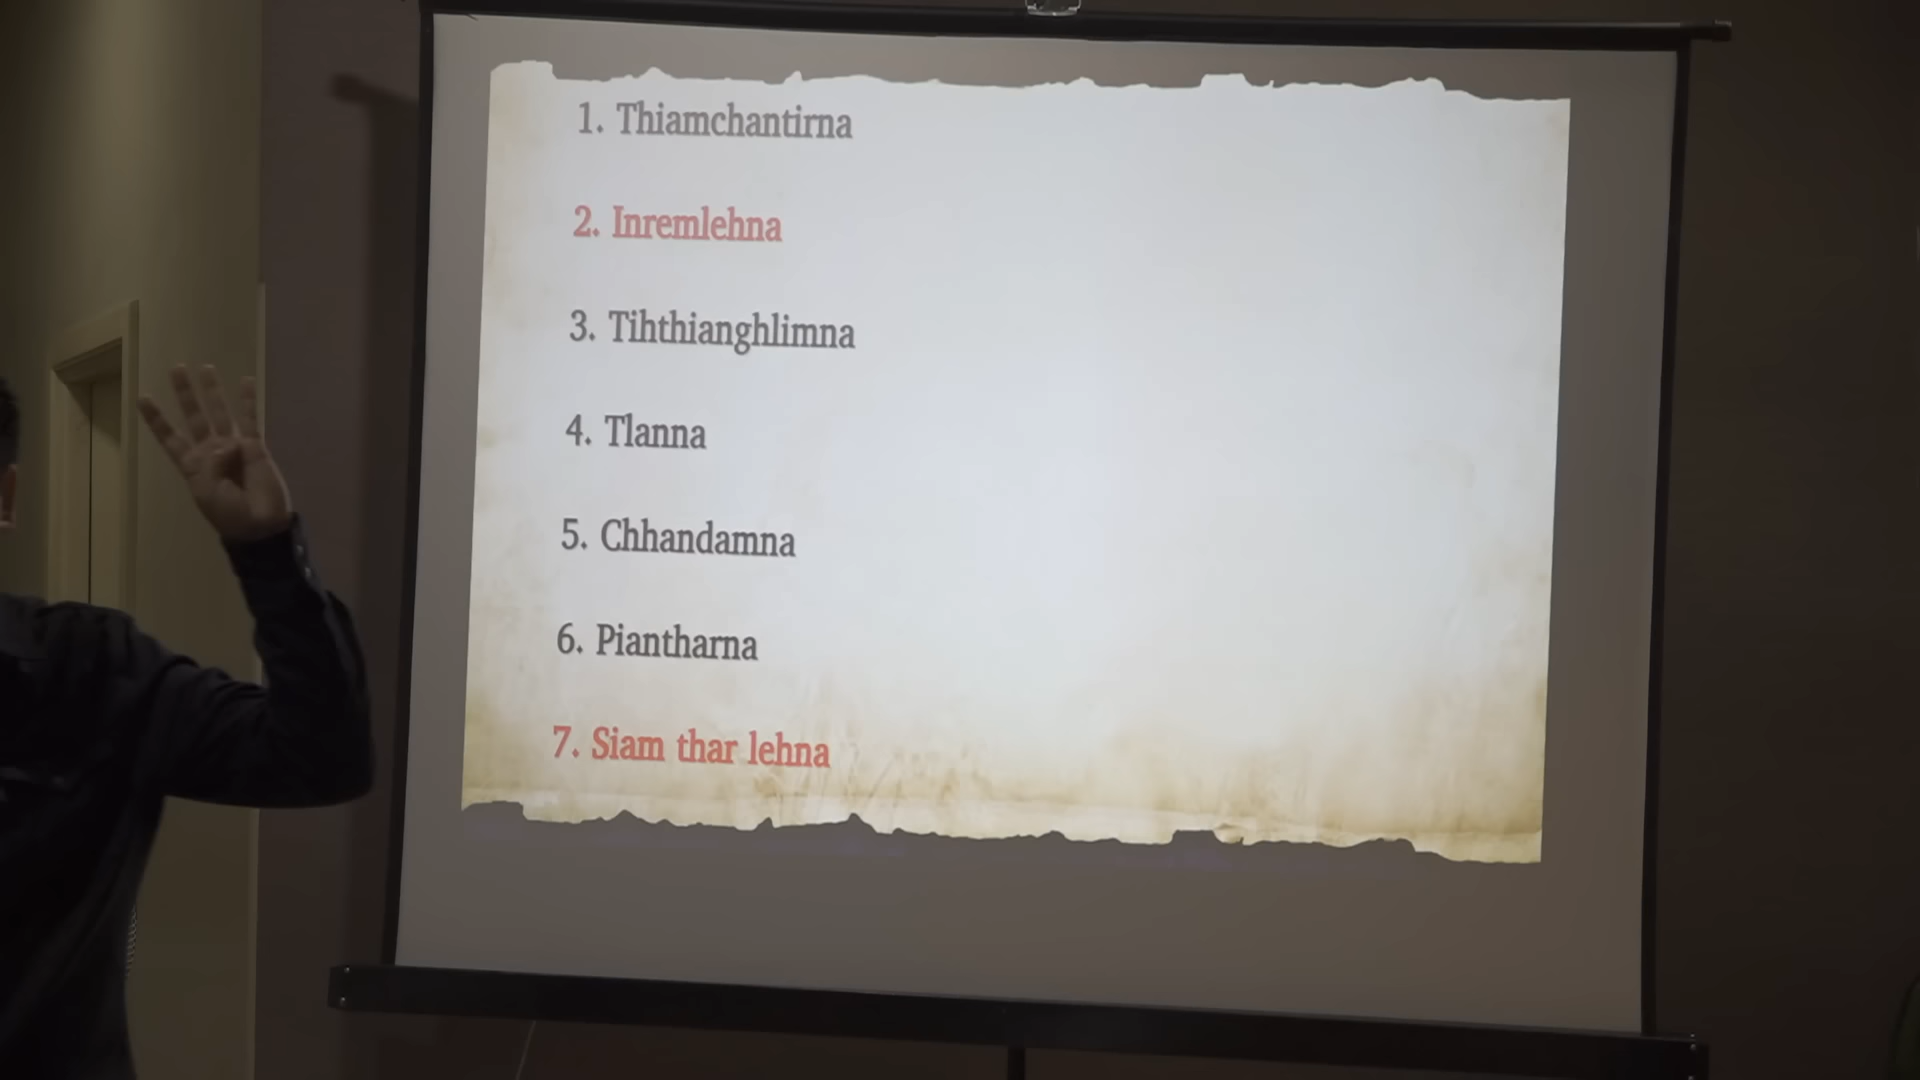 1. Thiamchantirna
2. Inremlehna
3. Tihthianghlimna
4. Tlanna
5. Chhandamna
6. Piantharna
7. Siam thar lehna